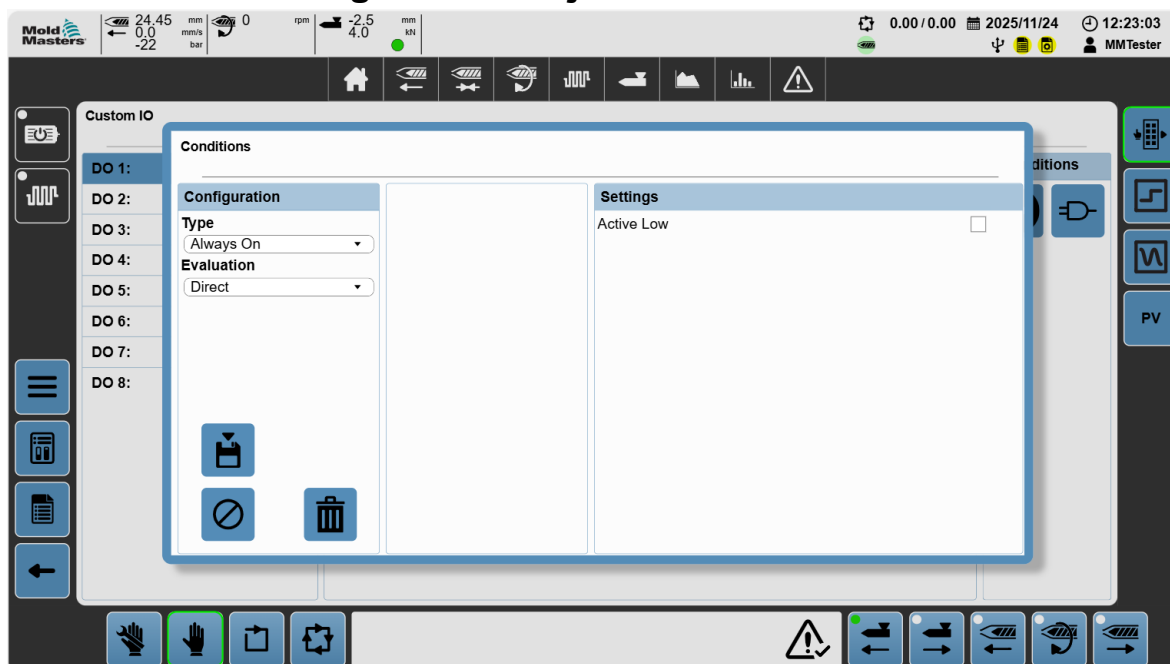 Mold
Masters
24.45 mm
0.0 mm/s
-22 bar
0 rpm
-2.5 mm
4.0 kN
0.00 / 0.00
2025/11/24
12:23:03
MMTester
Custom IO
Conditions
DO 1:
ditions
DO 2:
DO 3:
DO 4:
DO 5:
DO 6:
DO 7:
DO 8:
Configuration
Type
Always On
Evaluation
Direct
Settings
Active Low
PV